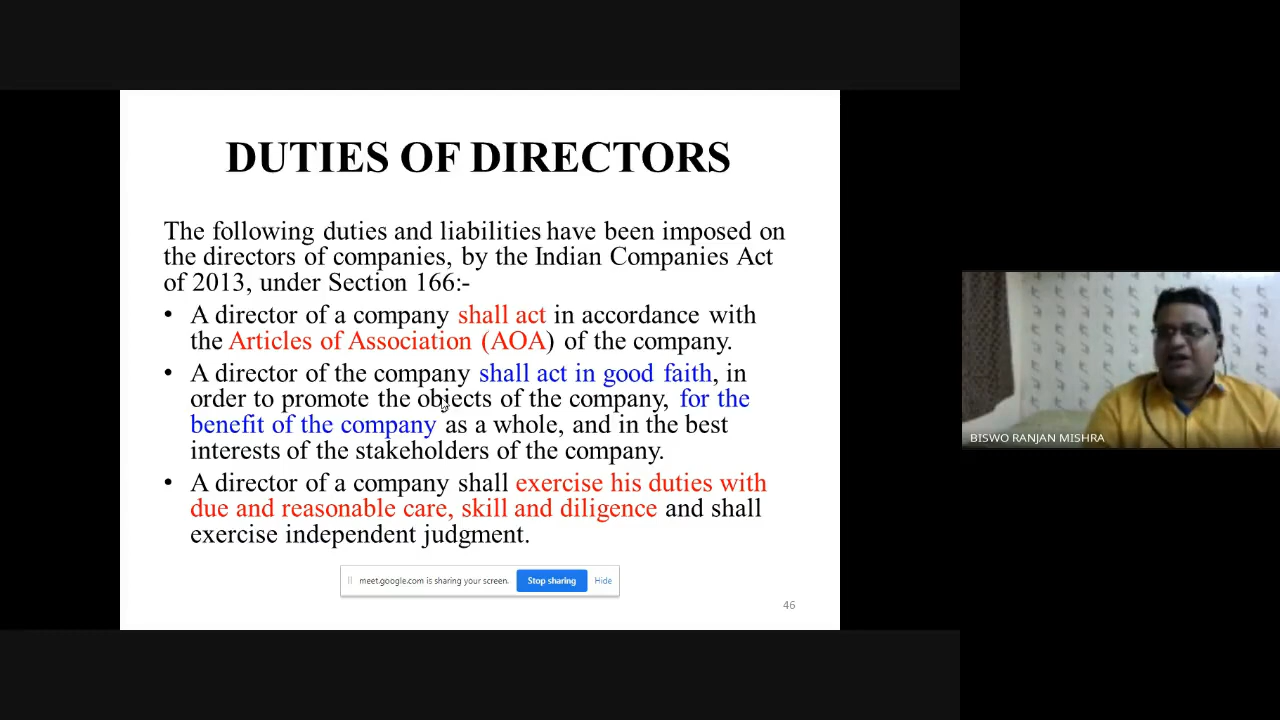 DUTIES OF DIRECTORS
The following duties and liabilities have been imposed on
the directors of companies, by the Indian Companies Act
of 2013, under Section 166:-
• A director of a company shall act in accordance with
the Articles of Association (AOA) of the company.
• A director of the company shall act in good faith, in
order to promote the objects of the company, for the
benefit of the company as a whole, and in the best
interests of the stakeholders of the company.
• A director of a company shall exercise his duties with
due and reasonable care, skill and diligence and shall
exercise independent judgment.
meet.google.com is sharing your screen. Stop sharing Hide
46
BISWO RANJAN MISHRA